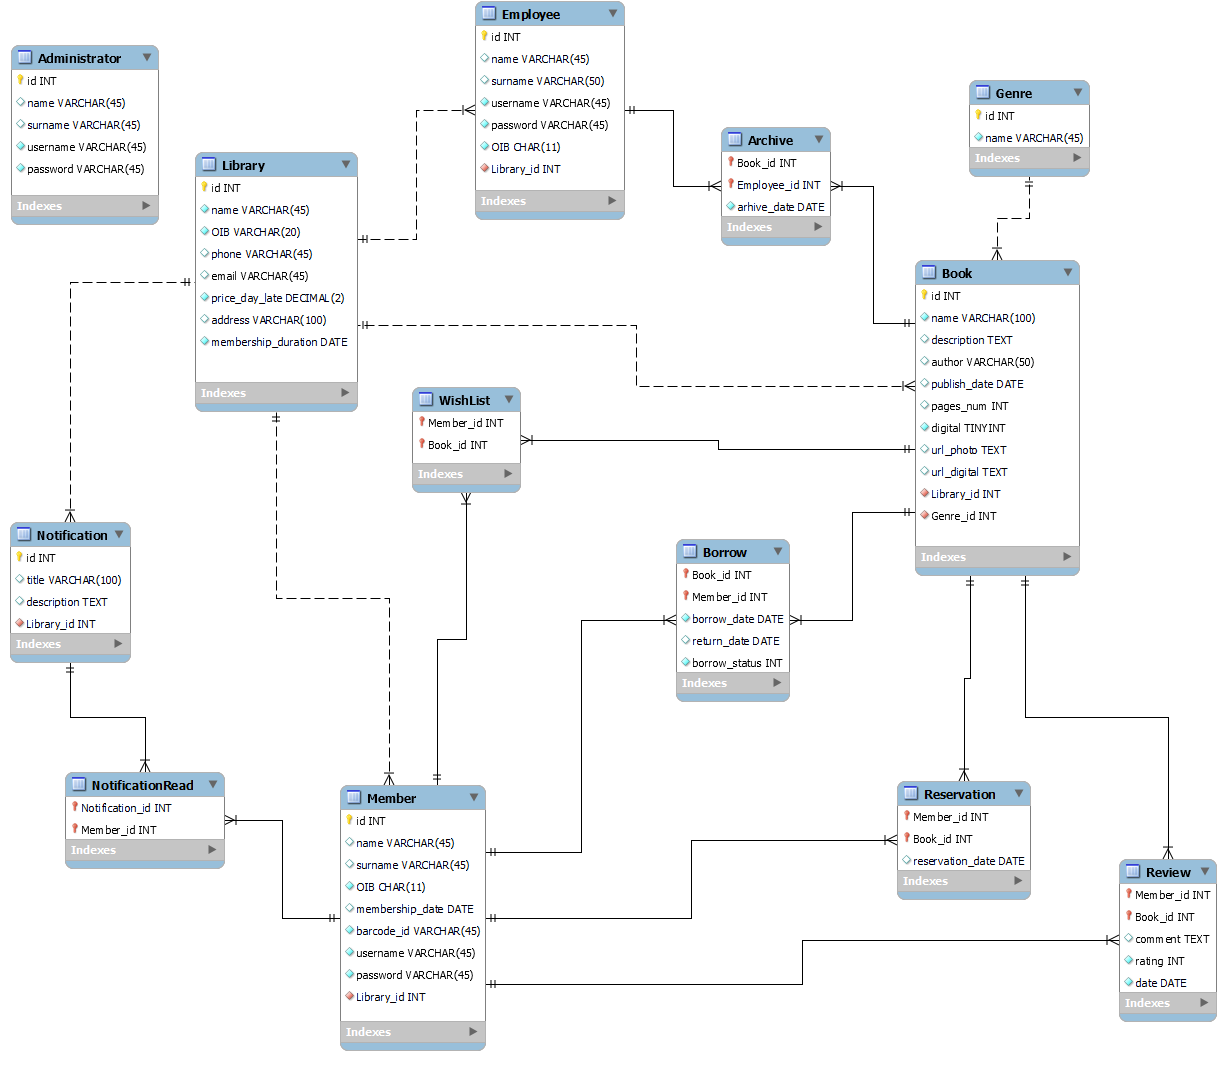 Administrator
id INT
name VARCHAR(45)
surname VARCHAR(45)
username VARCHAR(45)
password VARCHAR(45)
Indexes
Library
id INT
name VARCHAR(45)
OIB VARCHAR(20)
phone VARCHAR(45)
email VARCHAR(45)
price_day_late DECIMAL(2)
address VARCHAR(100)
membership_duration DATE
Indexes
Employee
id INT
name VARCHAR(45)
surname VARCHAR(50)
username VARCHAR(45)
password VARCHAR(45)
OIB CHAR(11)
Library_id INT
Indexes
Archive
Book_id INT
Employee_id INT
arhive_date DATE
Indexes
Genre
id INT
name VARCHAR(45)
Indexes
Book
id INT
name VARCHAR(100)
description TEXT
author VARCHAR(50)
publish_date DATE
pages_num INT
digital TINYINT
url_photo TEXT
url_digital TEXT
Library_id INT
Genre_id INT
Indexes
WishList
Member_id INT
Book_id INT
Indexes
Notification
id INT
title VARCHAR(100)
description TEXT
Library_id INT
Indexes
Borrow
Book_id INT
Member_id INT
borrow_date DATE
return_date DATE
borrow_status INT
Indexes
NotificationRead
Notification_id INT
Member_id INT
Indexes
Member
id INT
name VARCHAR(45)
surname VARCHAR(45)
OIB CHAR(11)
membership_date DATE
barcode_id VARCHAR(45)
username VARCHAR(45)
password VARCHAR(45)
Library_id INT
Indexes
Reservation
Member_id INT
Book_id INT
reservation_date DATE
Indexes
Review
Member_id INT
Book_id INT
comment TEXT
rating INT
date DATE
Indexes